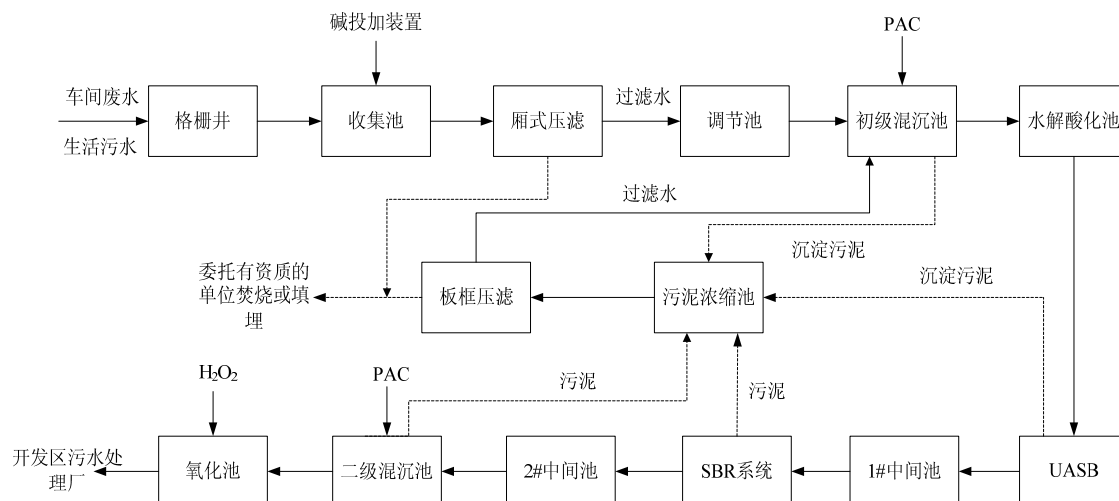 碱投加装置
PAC
车间废水
生活污水
格栅井
收集池
厢式压滤
过滤水
调节池
初级混沉池
水解酸化池
过滤水
沉淀污泥
沉淀污泥
委托有资质的
单位焚烧或填
埋
板框压滤
污泥浓缩池
H₂O₂
PAC
污泥
污泥
开发区污水处
理厂
氧化池
二级混沉池
2#中间池
SBR系统
1#中间池
UASB